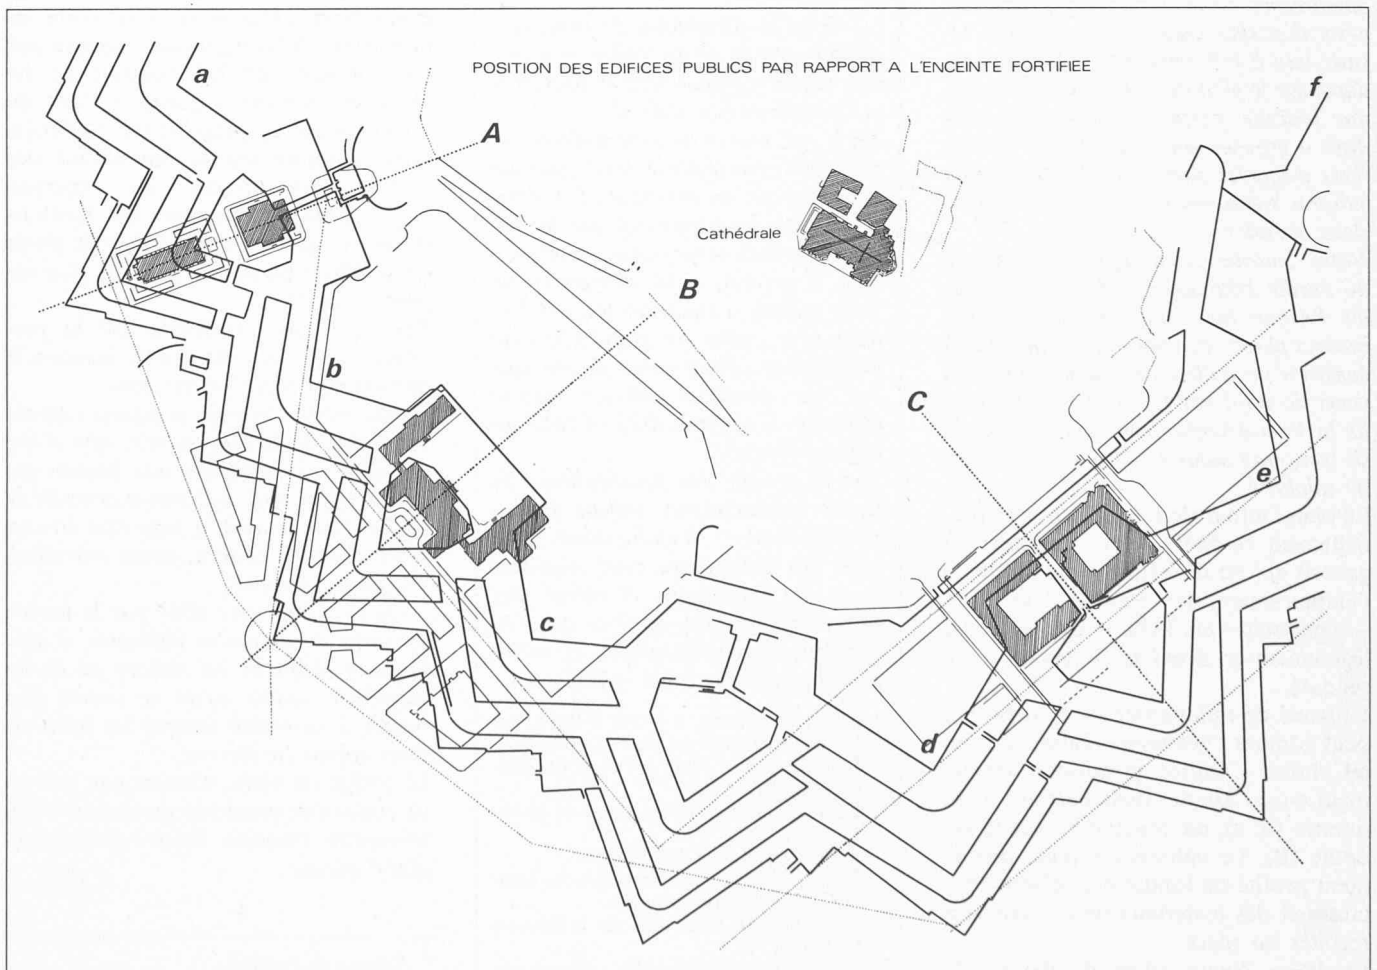 POSITION DES EDIFICES PUBLICS PAR RAPPORT A L'ENCEINTE FORTIFIEE
a
f
A
Cathédrale
B
b
C
e
c
d